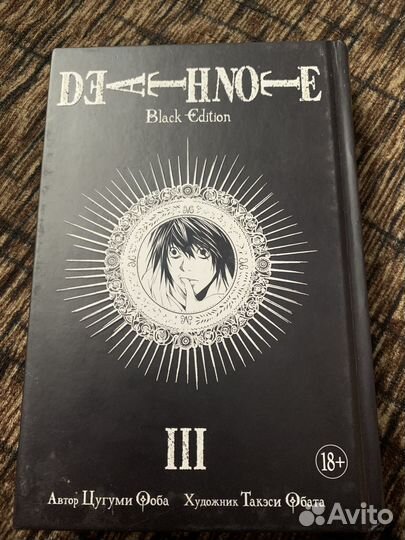 DEATH NOTE
Black Edition
III
18+
Автор Цугуми Ооба Художник Такэси Обата
Avito